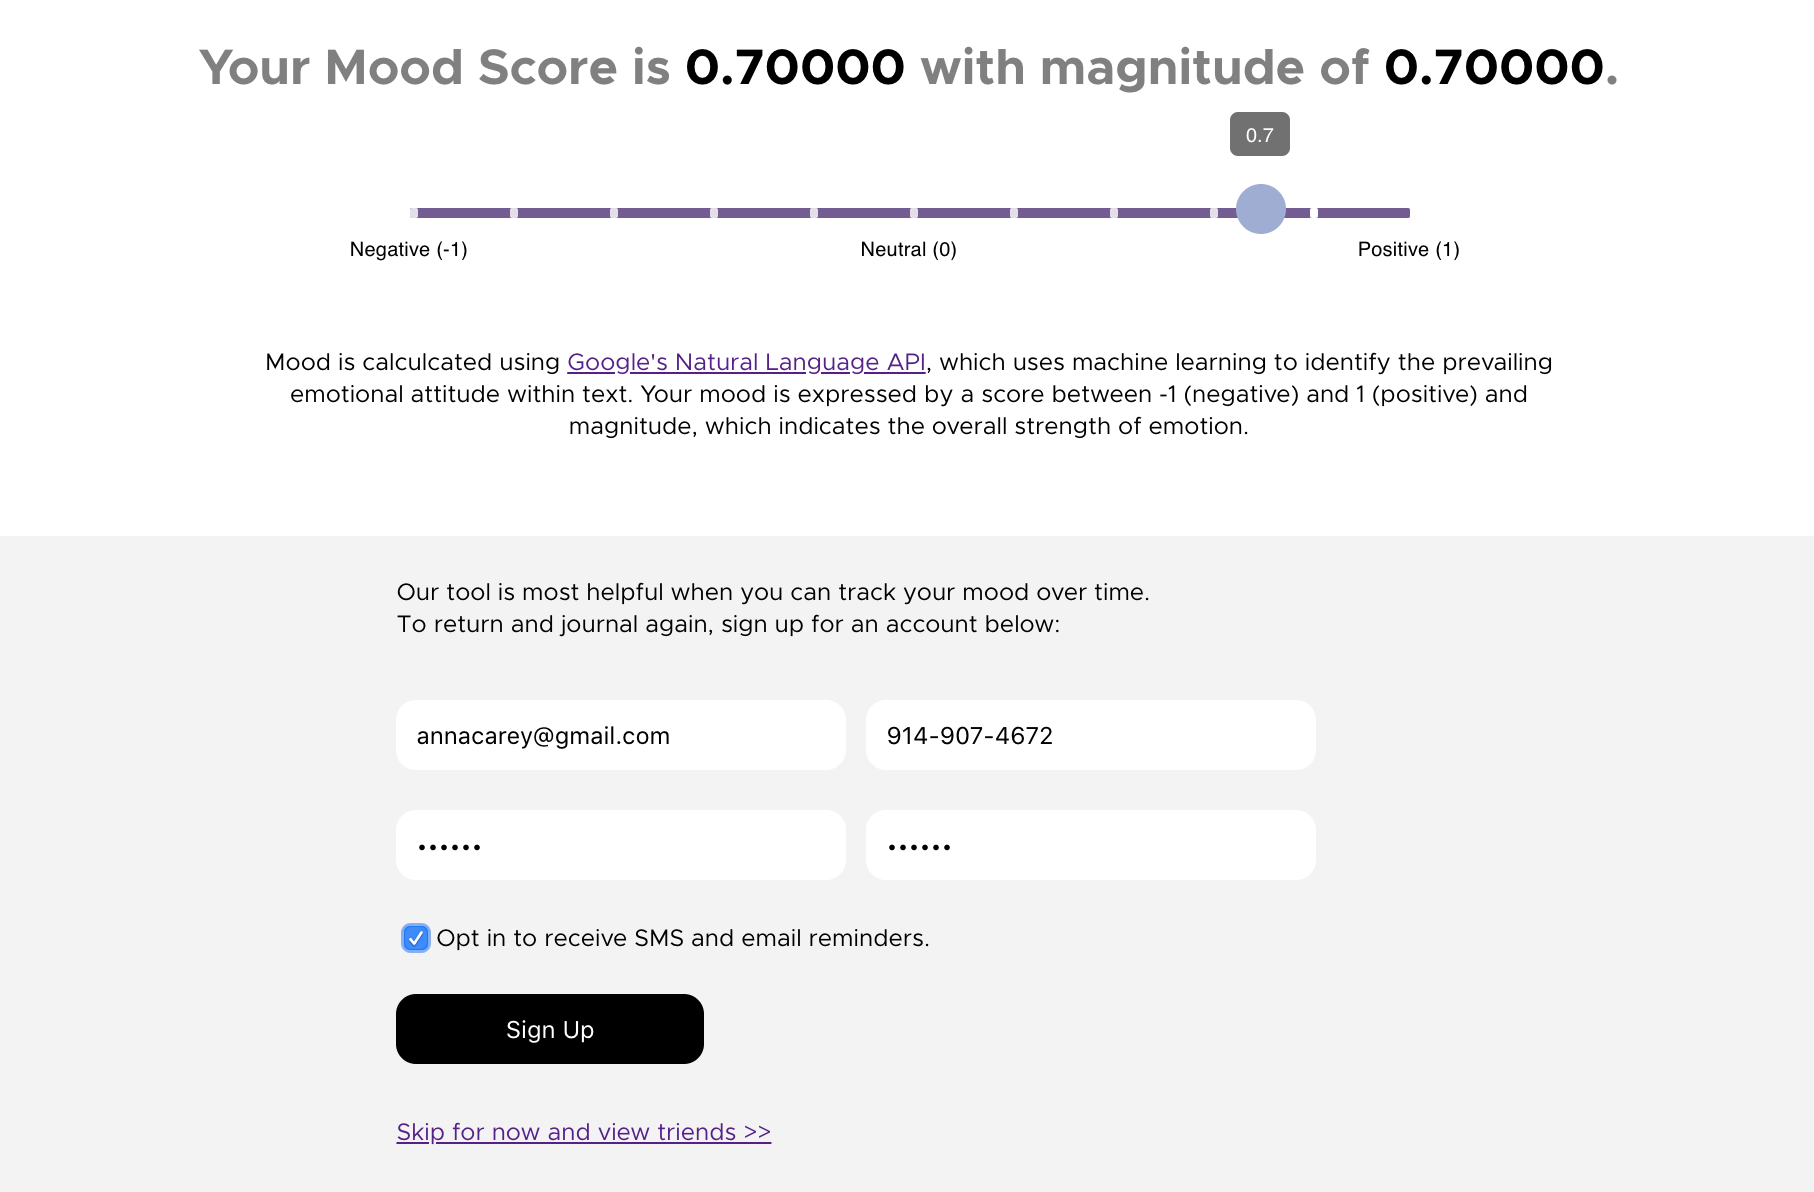 Your Mood Score is 0.70000 with magnitude of 0.70000.
0.7
Negative (-1) Neutral (0) Positive (1)
Mood is calculcated using Google's Natural Language API, which uses machine learning to identify the prevailing
emotional attitude within text. Your mood is expressed by a score between -1 (negative) and 1 (positive) and
magnitude, which indicates the overall strength of emotion.
Our tool is most helpful when you can track your mood over time.
To return and journal again, sign up for an account below:
annacarey@gmail.com 914-907-4672
•••••• ••••••
Opt in to receive SMS and email reminders.
Sign Up
Skip for now and view triends >>